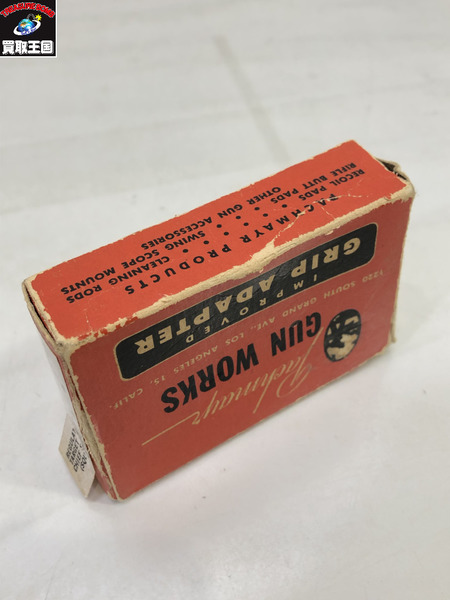 買取王国
Pachmayr
GUN WORKS
1220 SOUTH GRAND AVE., LOS ANGELES 15, CALIF.
IMPROVED
GRIP ADAPTER
PACHMAYR PRODUCTS
RECOIL PADS . . . . CLEANING RODS
RIFLE BUTT PADS . . SWING SCOPE MOUNTS
OTHER GUN ACCESSORIES